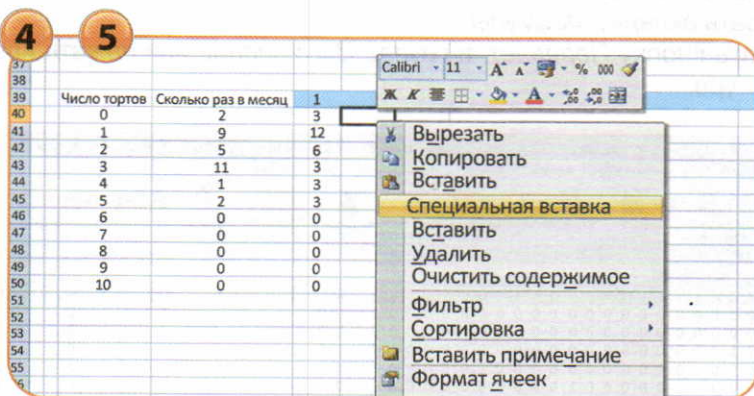 4 5
Calibri 11 A A % 000
Ж К
37
38
39 Число тортов Сколько раз в месяц 1
40 0 2 3
41 1 9 12
42 2 5 6
43 3 11 3
44 4 1 3
45 5 2 3
46 6 0 0
47 7 0 0
48 8 0 0
49 9 0 0
50 10 0 0
51
52
53
54
55
Вырезать
Копировать
Вставить
Специальная вставка
Вставить
Удалить
Очистить содержимое
Фильтр
Сортировка
Вставить примечание
Формат ячеек